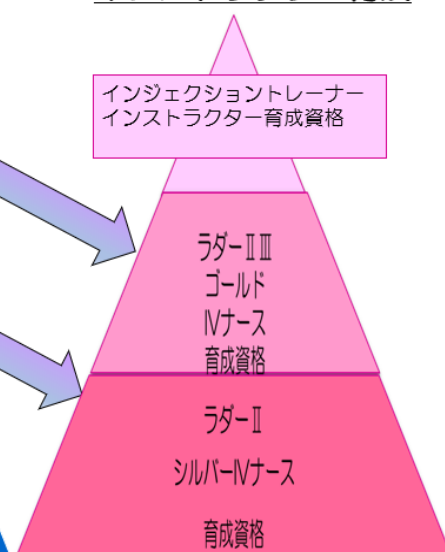 インジェクショントレーナー
インストラクター育成資格
ラダーⅡⅢ
ゴールド
Ⅳナース
育成資格
ラダーⅡ
シルバーⅣナース
育成資格